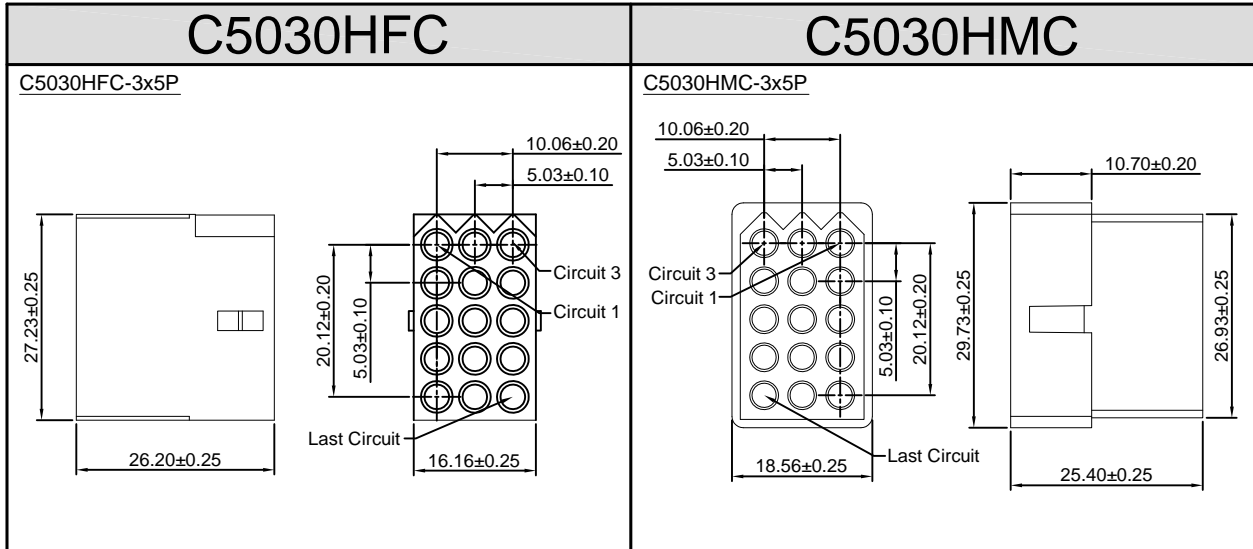 C5030HFC
C5030HMC
C5030HFC-3x5P
10.06±0.20
5.03±0.10
27.23±0.25
20.12±0.20
5.03±0.10
Circuit 3
Circuit 1
Last Circuit
26.20±0.25
16.16±0.25
C5030HMC-3x5P
10.06±0.20
5.03±0.10
10.70±0.20
Circuit 3
Circuit 1
5.03±0.10
20.12±0.20
29.73±0.25
26.93±0.25
Last Circuit
18.56±0.25
25.40±0.25